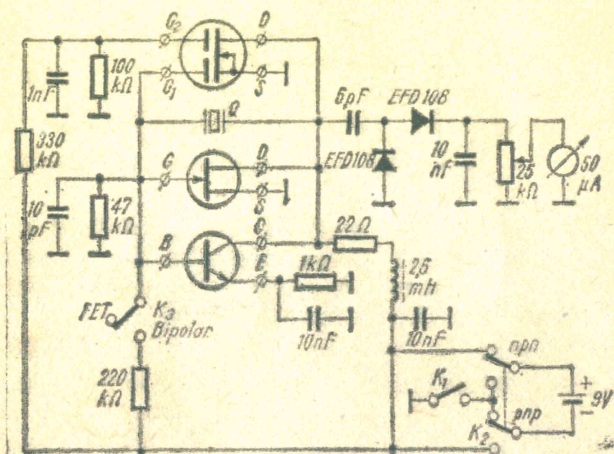 G₂ D
1nF 100 kΩ
G₁ S
Q
6pF EFD108
330 kΩ
G D
EFD108
10 nF
25 kΩ
50 µA
S
10 pF
47 kΩ
C
22Ω
B
E
1kΩ
2,6 mH
FET
K₃
Bipolar
10nF
10nF
npn
220 kΩ
K₁
+
9V
−
pnp
K₂